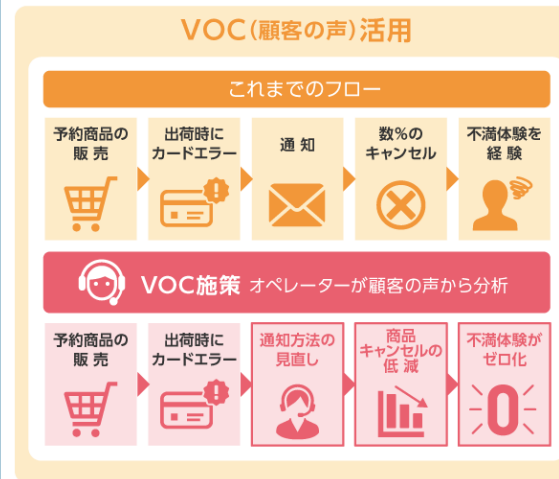 VOC(顧客の声)活用
これまでのフロー
予約商品の
販売
出荷時に
カードエラー
通知
数%の
キャンセル
不満体験を
経験
VOC施策 オペレーターが顧客の声から分析
予約商品の
販売
出荷時に
カードエラー
通知方法の
見直し
商品
キャンセルの
低減
不満体験が
ゼロ化
0